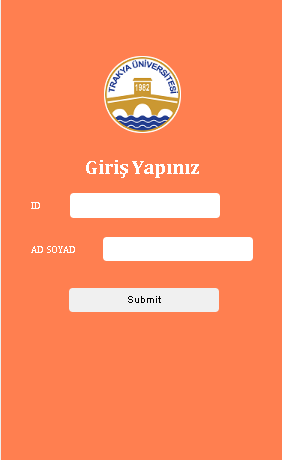 TRAKYA ÜNİVERSİTESİ
1982
Giriş Yapınız
ID
AD SOYAD
Submit